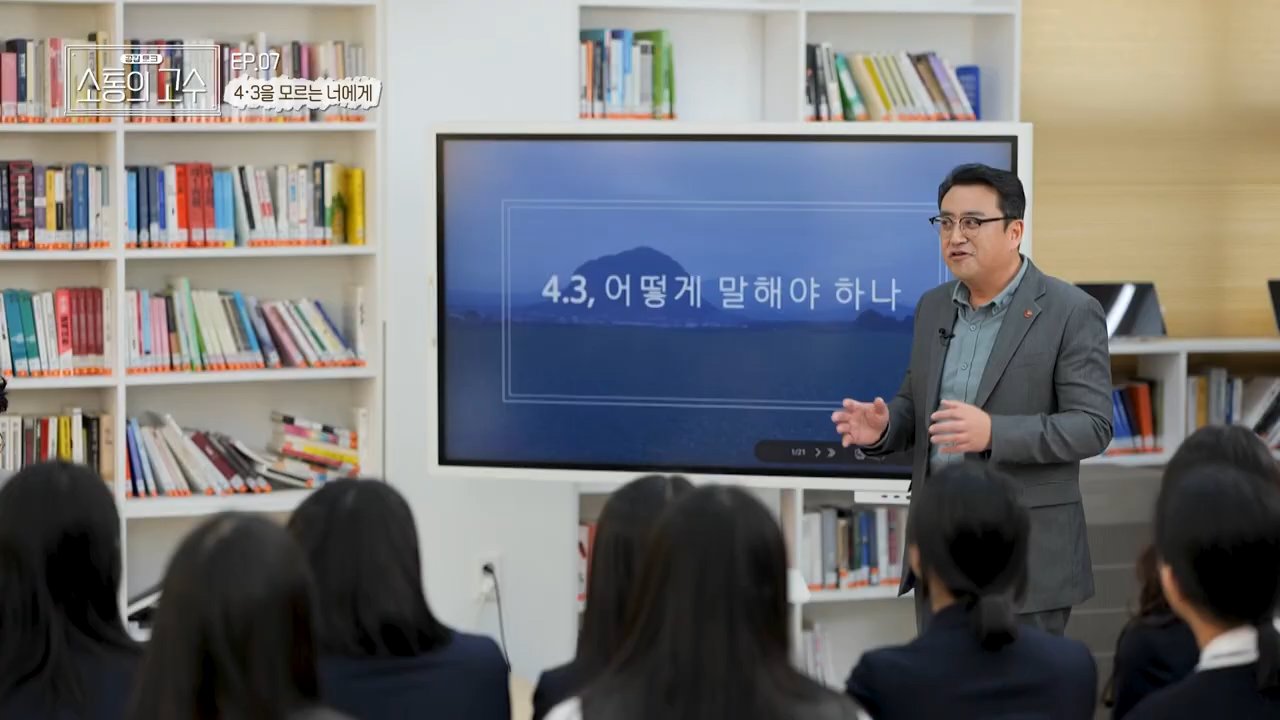 소통의 고수
EP.07
4·3을 모르는 너에게
4.3, 어떻게 말해야 하나
1/21